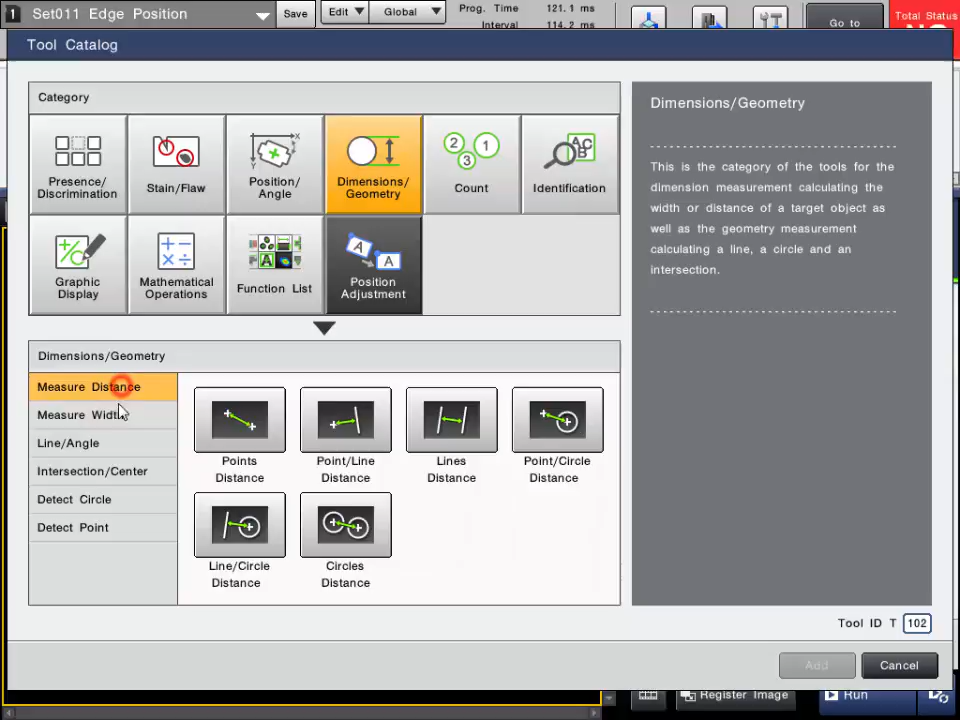 1 Set011 Edge Position
Save
Edit
Global
Prog. Time 121.1 ms
Interval 114.2 ms
Go to
Total Status
Tool Catalog
Category
Presence/
Discrimination
Stain/Flaw
Position/
Angle
Dimensions/
Geometry
Count
Identification
Graphic
Display
Mathematical
Operations
Function List
Position
Adjustment
Dimensions/Geometry
Measure Distance
Measure Width
Line/Angle
Intersection/Center
Detect Circle
Detect Point
Points
Distance
Point/Line
Distance
Lines
Distance
Point/Circle
Distance
Line/Circle
Distance
Circles
Distance
Dimensions/Geometry
This is the category of the tools for the
dimension measurement calculating the
width or distance of a target object as
well as the geometry measurement
calculating a line, a circle and an
intersection.
Tool ID T 102
Add
Cancel
Register Image
Run